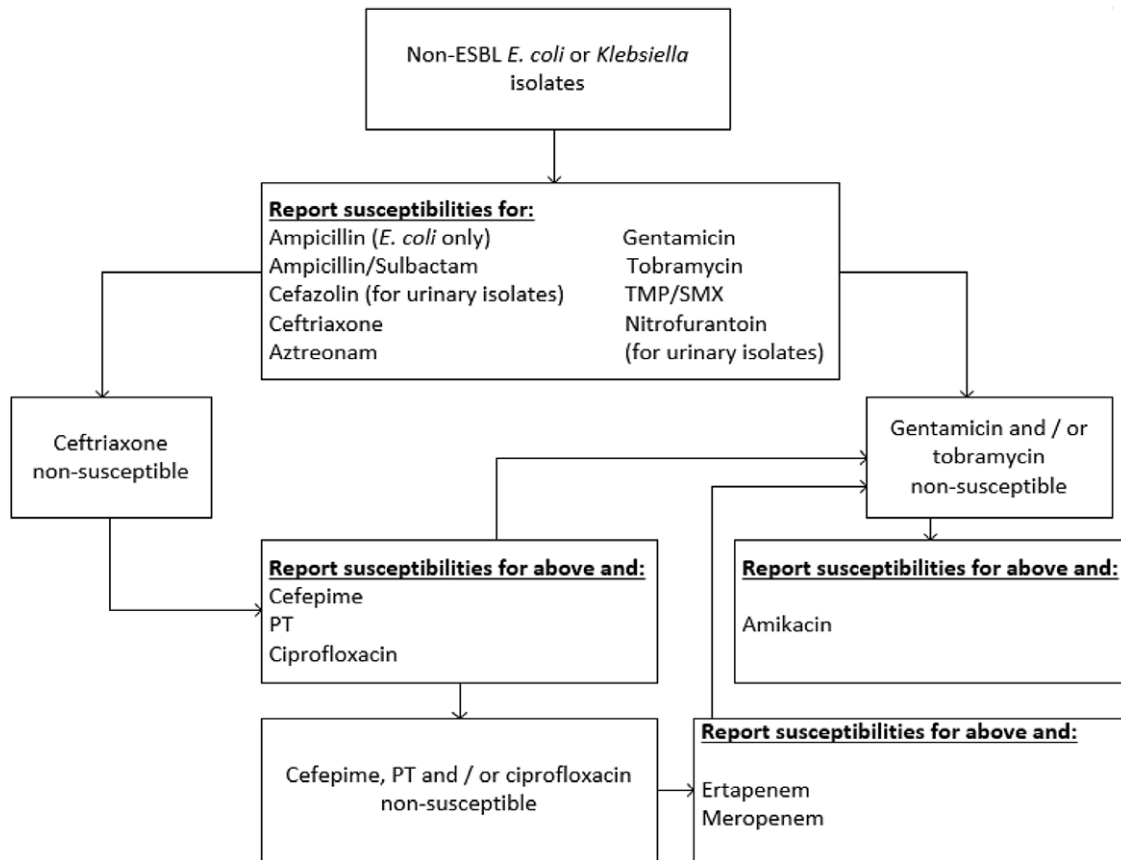 Non-ESBL E. coli or Klebsiella
isolates
Report susceptibilities for:
Ampicillin (E. coli only)
Ampicillin/Sulbactam
Cefazolin (for urinary isolates)
Ceftriaxone
Aztreonam
Gentamicin
Tobramycin
TMP/SMX
Nitrofurantoin
(for urinary isolates)
Ceftriaxone
non-susceptible
Gentamicin and / or
tobramycin
non-susceptible
Report susceptibilities for above and:
Cefepime
PT
Ciprofloxacin
Report susceptibilities for above and:
Amikacin
Cefepime, PT and / or ciprofloxacin
non-susceptible
Report susceptibilities for above and:
Ertapenem
Meropenem